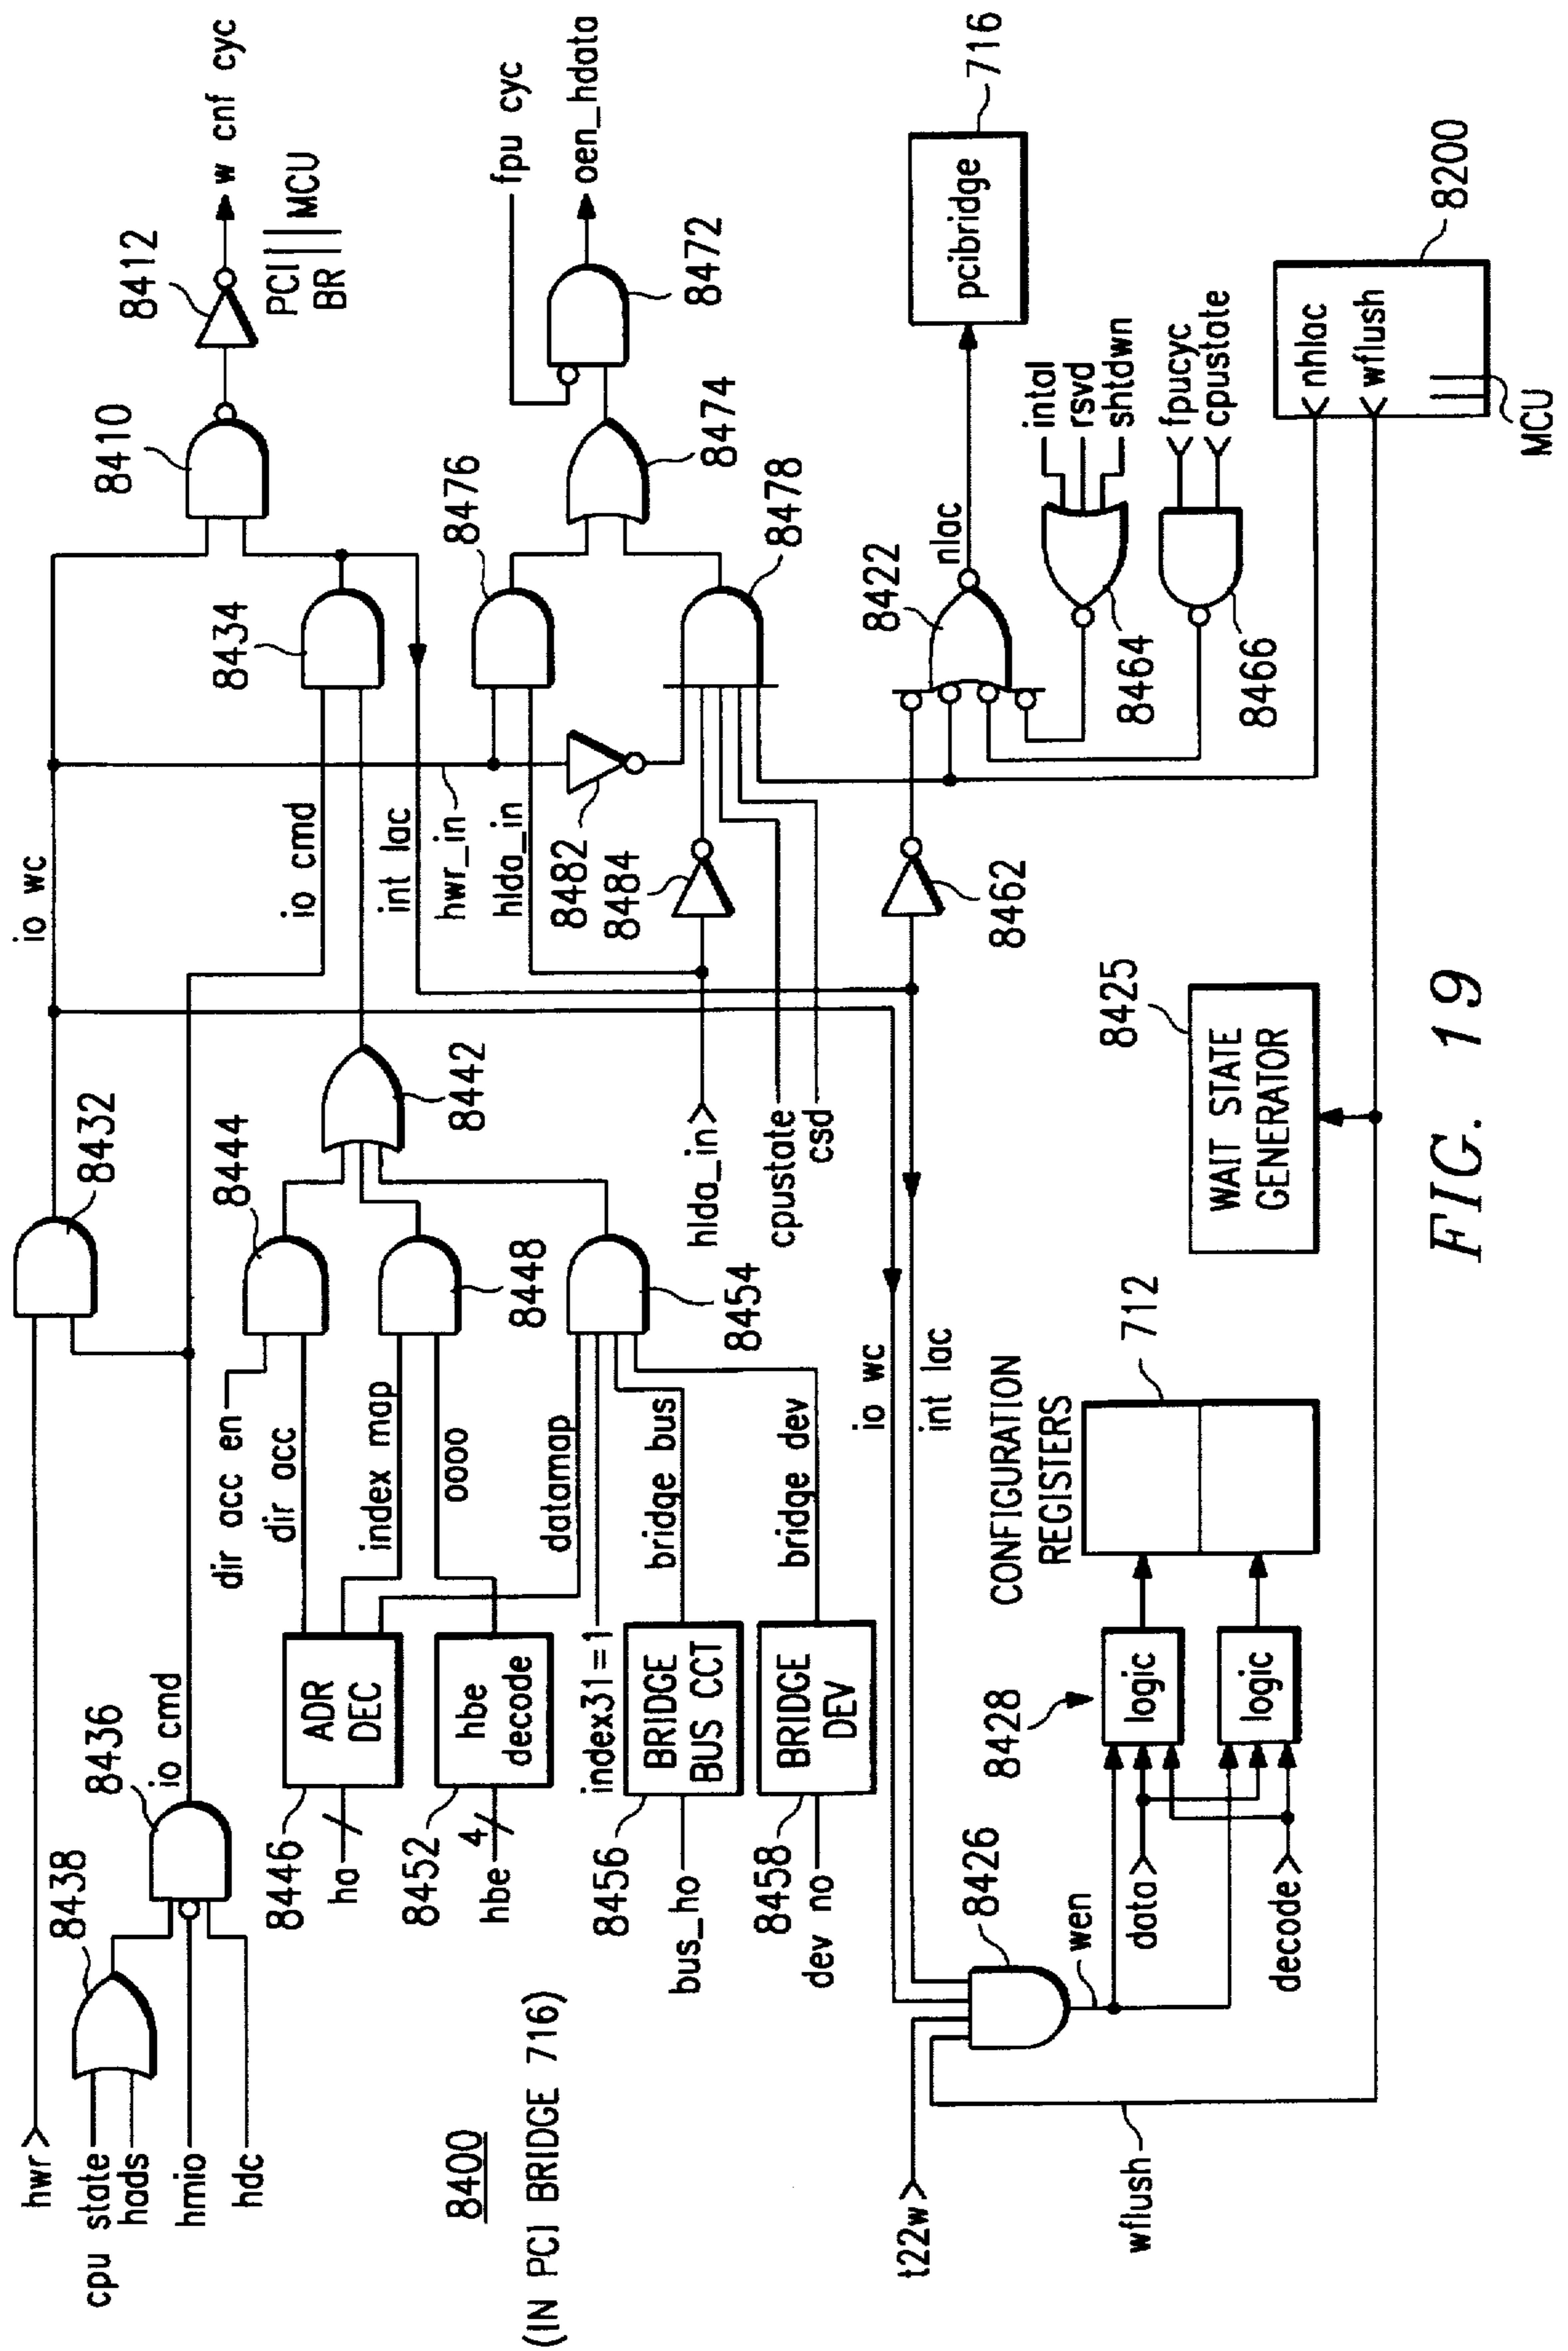 hwr
cpu state
hads
hmio
hdc
8438
8436
io cmd
8432
io wc
8410
8412
w cnf cyc
PCI
BR
MCU
8434
io cmd
int lac
hwr_in
hlda_in
8476
8474
fpu cyc
oen_hdata
8472
8478
8482
8484
dir acc en
dir acc
8444
8442
index map
oooo
8448
datamap
8454
bridge bus
bridge dev
8446
ADR
DEC
ha
8452
hbe
decode
hbe
4
index31=1
8456
BRIDGE
BUS CCT
bus_ho
8458
BRIDGE
DEV
dev no
hlda_in
cpustate
csd
8462
8422
nlac
pcibridge
716
intal
rsvd
shtdwn
8464
fpucyc
cpustate
8466
nhlac
wflush
8200
MCU
8400
(IN PCI BRIDGE 716)
io wc
int lac
t22w
wflush
8426
wen
data
decode
8428
logic
logic
CONFIGURATION
REGISTERS
712
8425
WAIT STATE
GENERATOR
FIG. 19